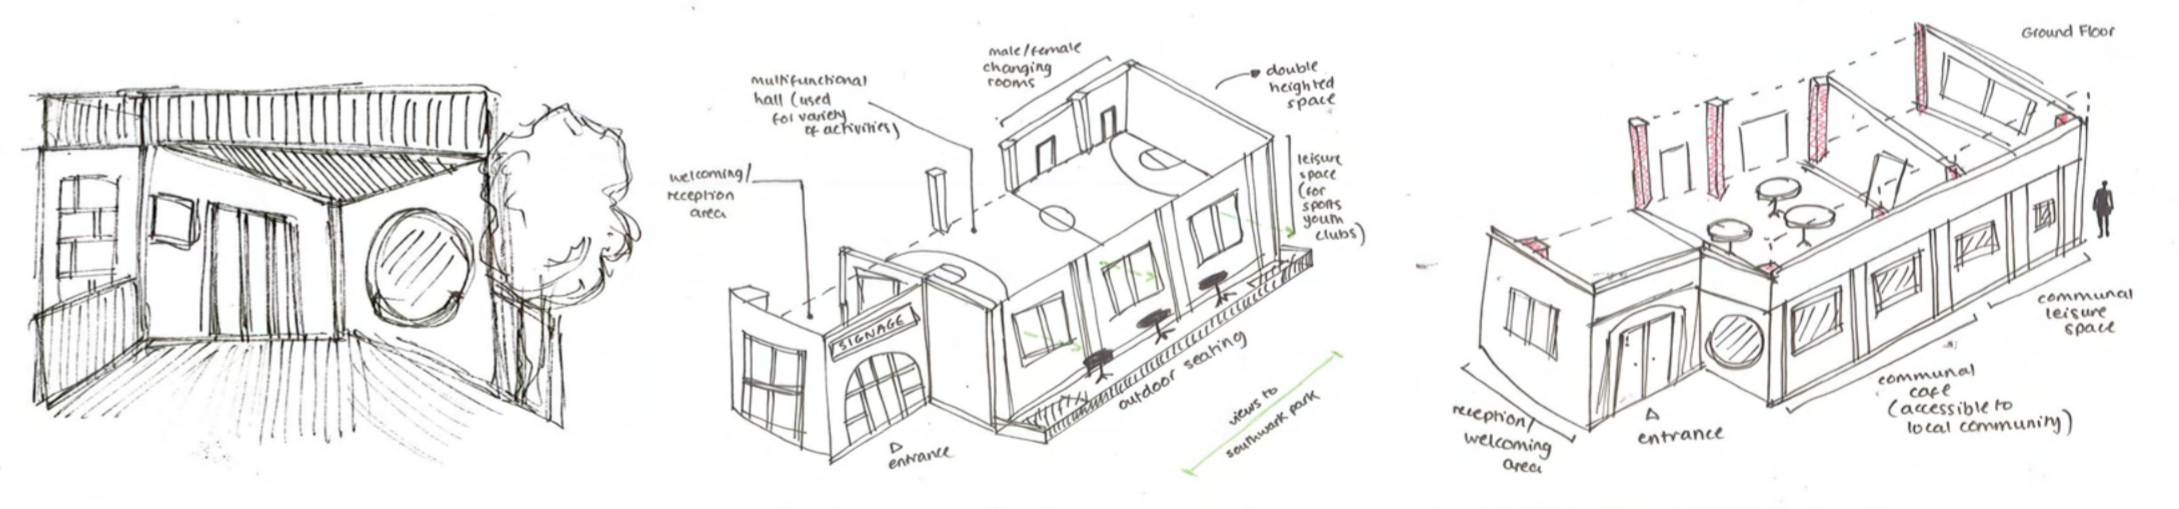 multifunctional
hall (used
for variety
of activities)
male/female
changing
rooms
double
heighted
space
welcoming/
reception
area
leisure
space
(for
sports
youth
clubs)
SIGNAGE
entrance
outdoor seating
views to
southwark park
Ground Floor
reception/
welcoming
area
entrance
communal
cafe
(accessible to
local community)
communal
leisure
space